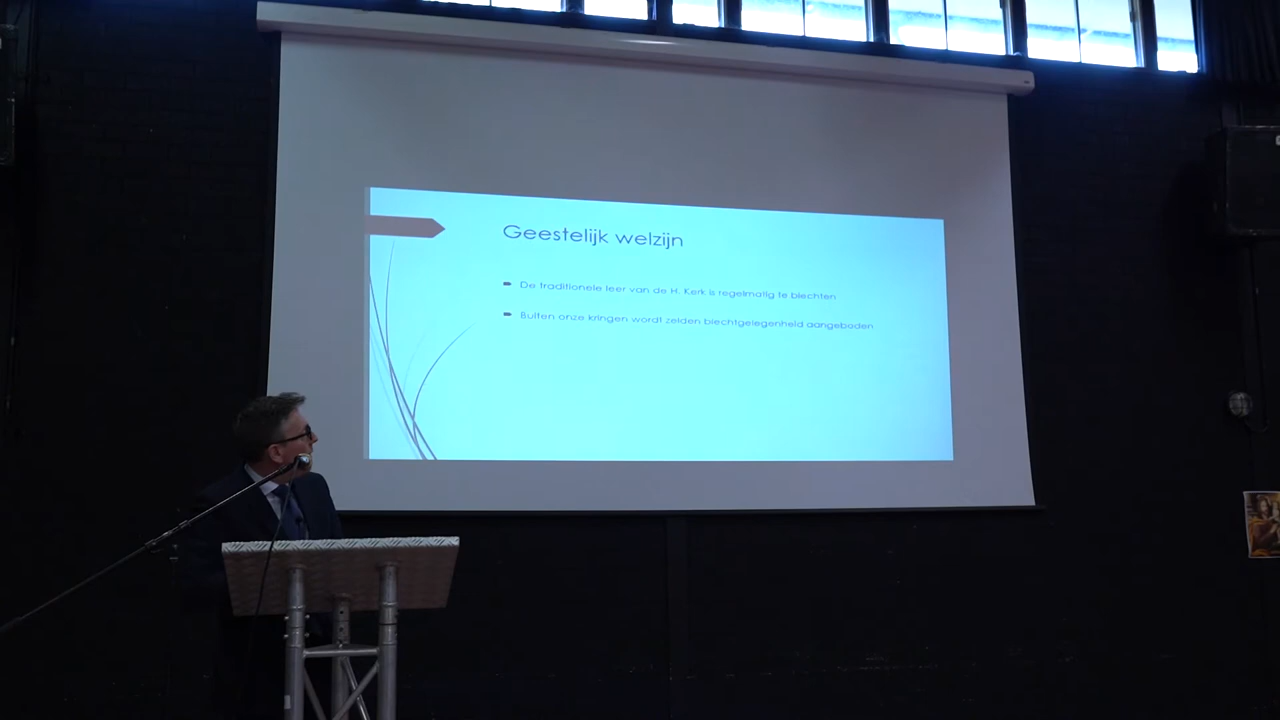 Geestelijk welzijn
De traditionele leer van de H. Kerk is regelmatig te biechten
Buiten onze kringen wordt zelden biechtgelegenheid aangeboden